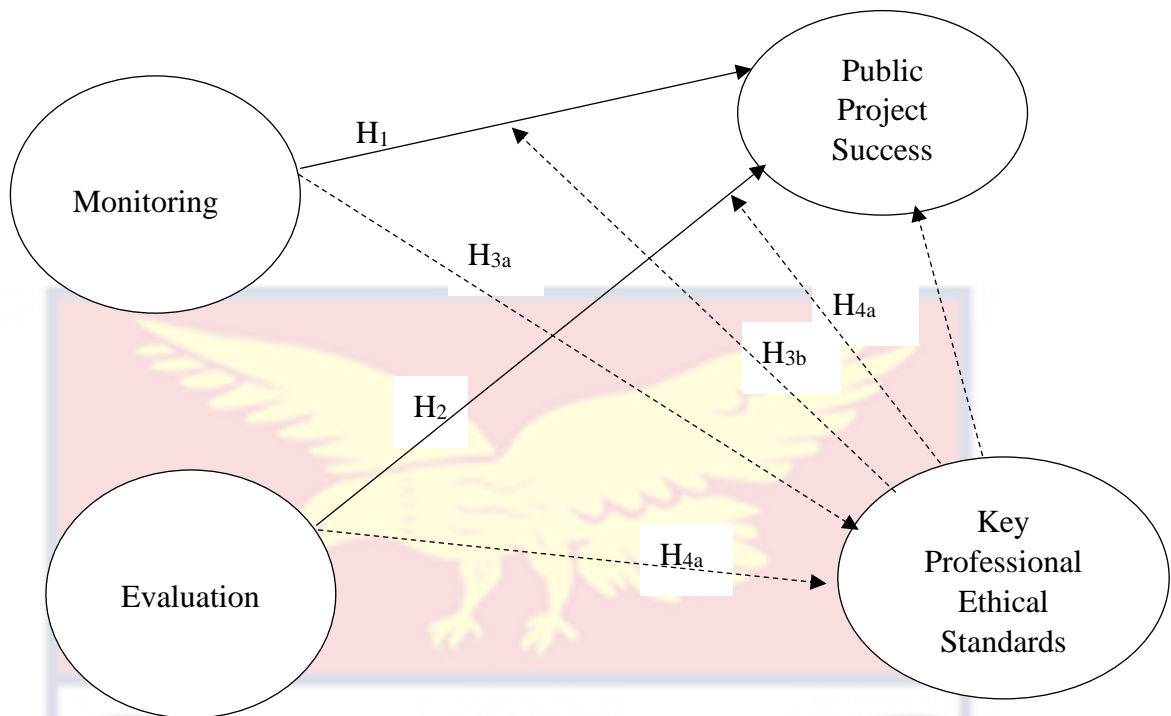 Public
Project
Success
H₁
Monitoring
H₃ₐ
H₄ₐ
H₃b
H₂
Key
Professional
Ethical
Standards
H₄ₐ
Evaluation